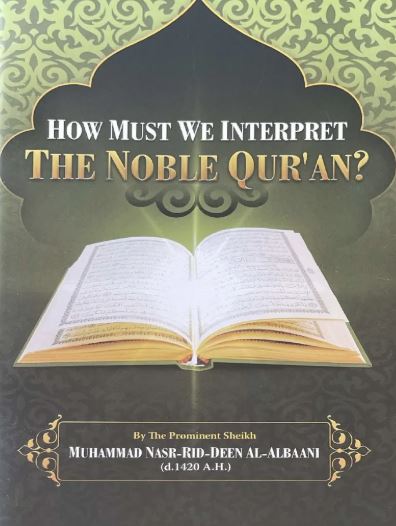 HOW MUST WE INTERPRET
THE NOBLE QUR'AN?
By The Prominent Sheikh
MUHAMMAD NASR-RID-DEEN AL-ALBAANI
(d.1420 A.H.)